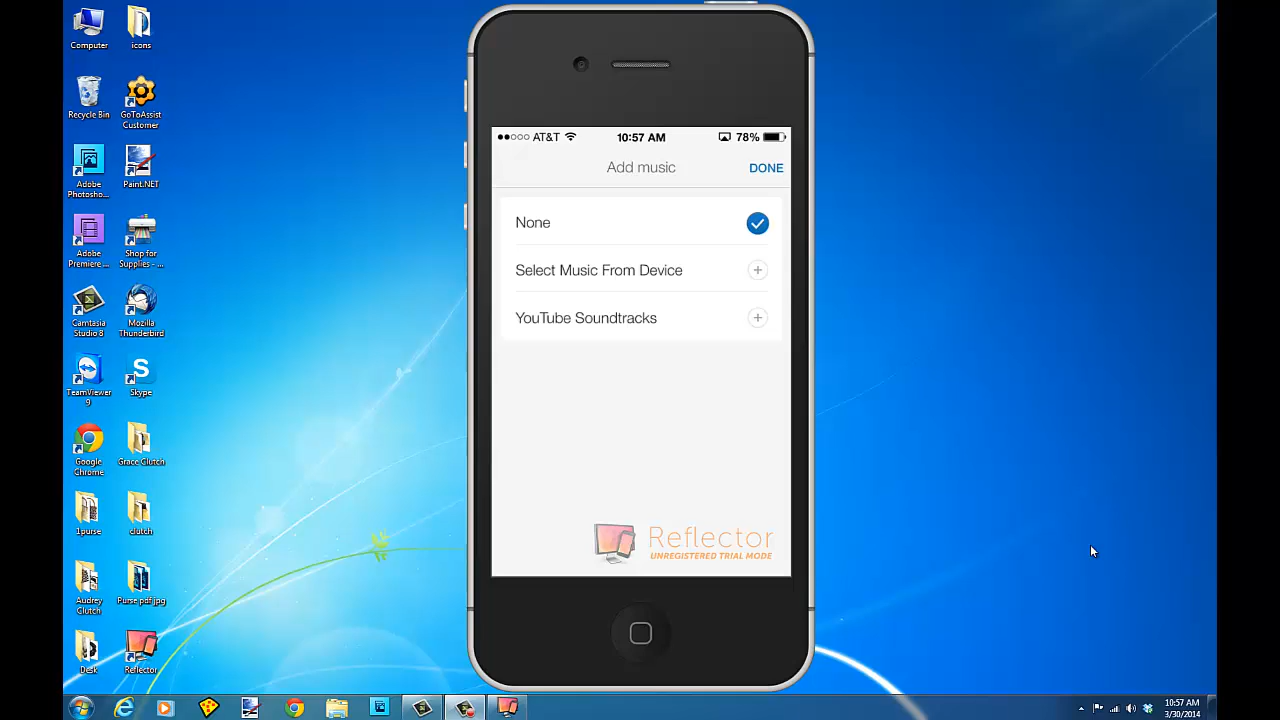 Computer
icons
Recycle Bin
GoToAssist
Customer
Adobe
Photosho...
Paint.NET
Adobe
Premiere ...
Shop for
Supplies - ...
Camtasia
Studio 8
Mozilla
Thunderbird
TeamViewer
9
Skype
Google
Chrome
Grace Clutch
1purse
clutch
Audrey
Clutch
Purse pdf.jpg
Desk
Reflector
AT&T
10:57 AM
78%
Add music
DONE
None
Select Music From Device
YouTube Soundtracks
Reflector
UNREGISTERED TRIAL MODE
10:57 AM
3/30/2014